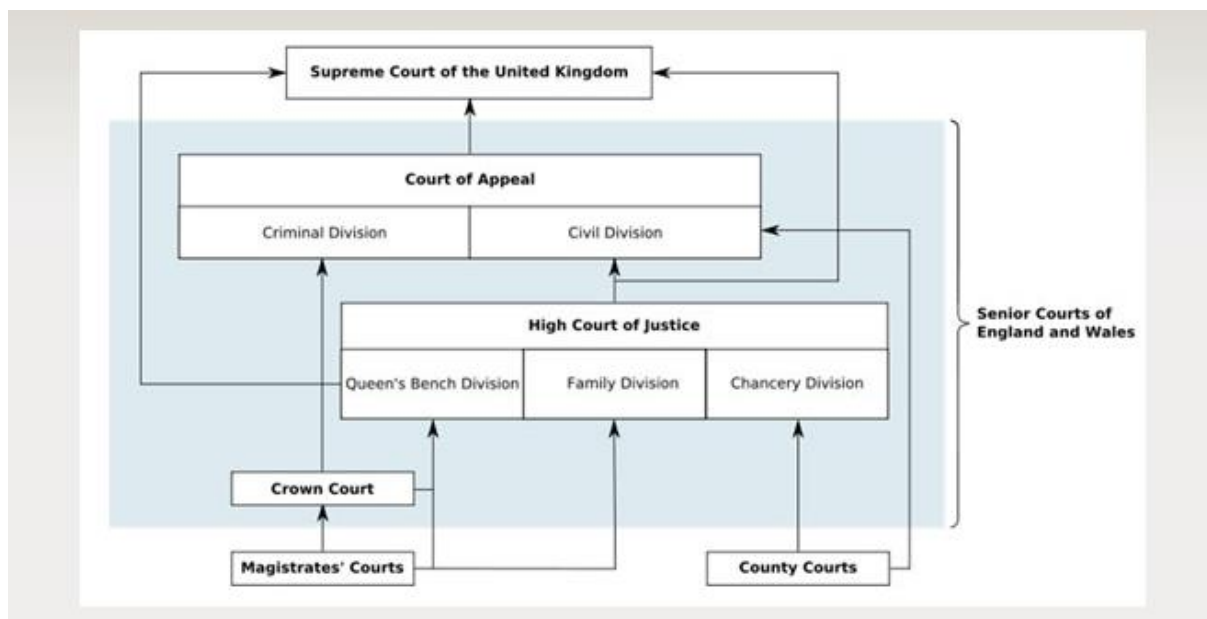 Supreme Court of the United Kingdom
Court of Appeal
Criminal Division
Civil Division
High Court of Justice
Senior Courts of
England and Wales
Queen's Bench Division
Family Division
Chancery Division
Crown Court
Magistrates' Courts
County Courts